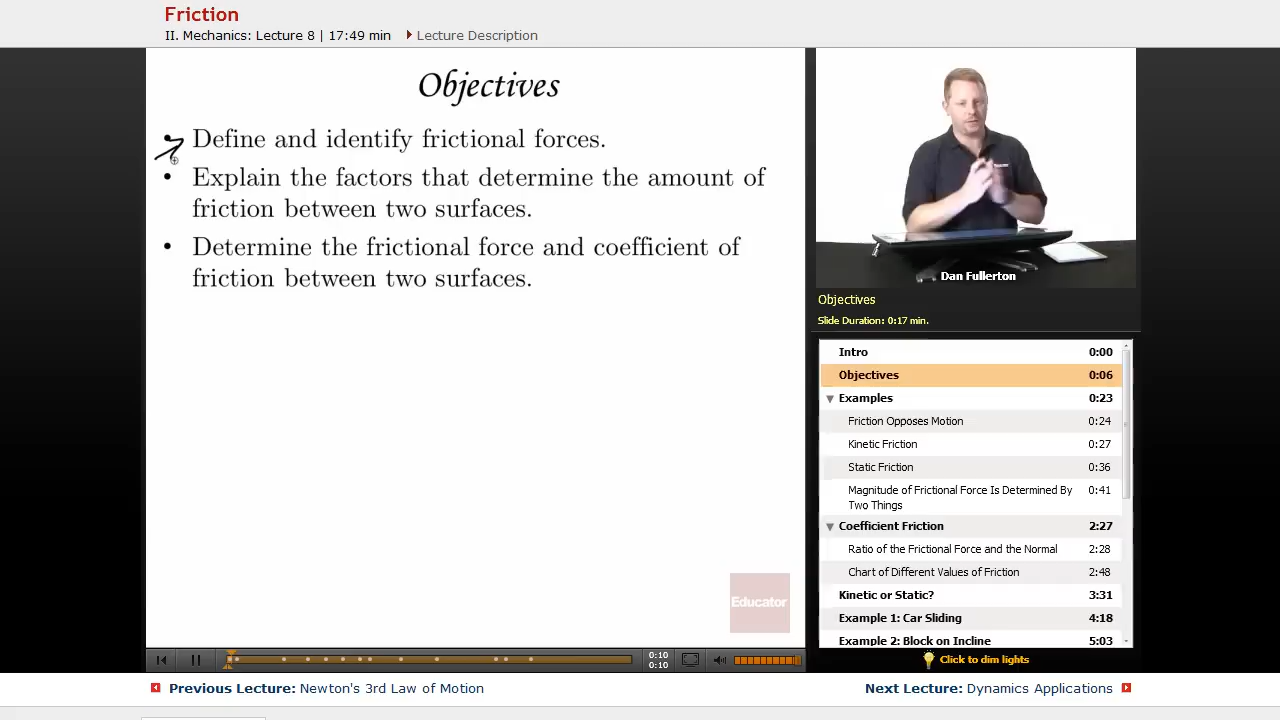 Friction
II. Mechanics: Lecture 8 | 17:49 min Lecture Description
Objectives
• Define and identify frictional forces.
• Explain the factors that determine the amount of
friction between two surfaces.
• Determine the frictional force and coefficient of
friction between two surfaces.
Educator
Dan Fullerton
Objectives
Slide Duration: 0:17 min.
Intro 0:00
Objectives 0:06
Examples 0:23
Friction Opposes Motion 0:24
Kinetic Friction 0:27
Static Friction 0:36
Magnitude of Frictional Force Is Determined By 0:41
Two Things
Coefficient Friction 2:27
Ratio of the Frictional Force and the Normal 2:28
Chart of Different Values of Friction 2:48
Kinetic or Static? 3:31
Example 1: Car Sliding 4:18
Example 2: Block on Incline 5:03
0:10
0:10
Click to dim lights
Previous Lecture: Newton's 3rd Law of Motion
Next Lecture: Dynamics Applications